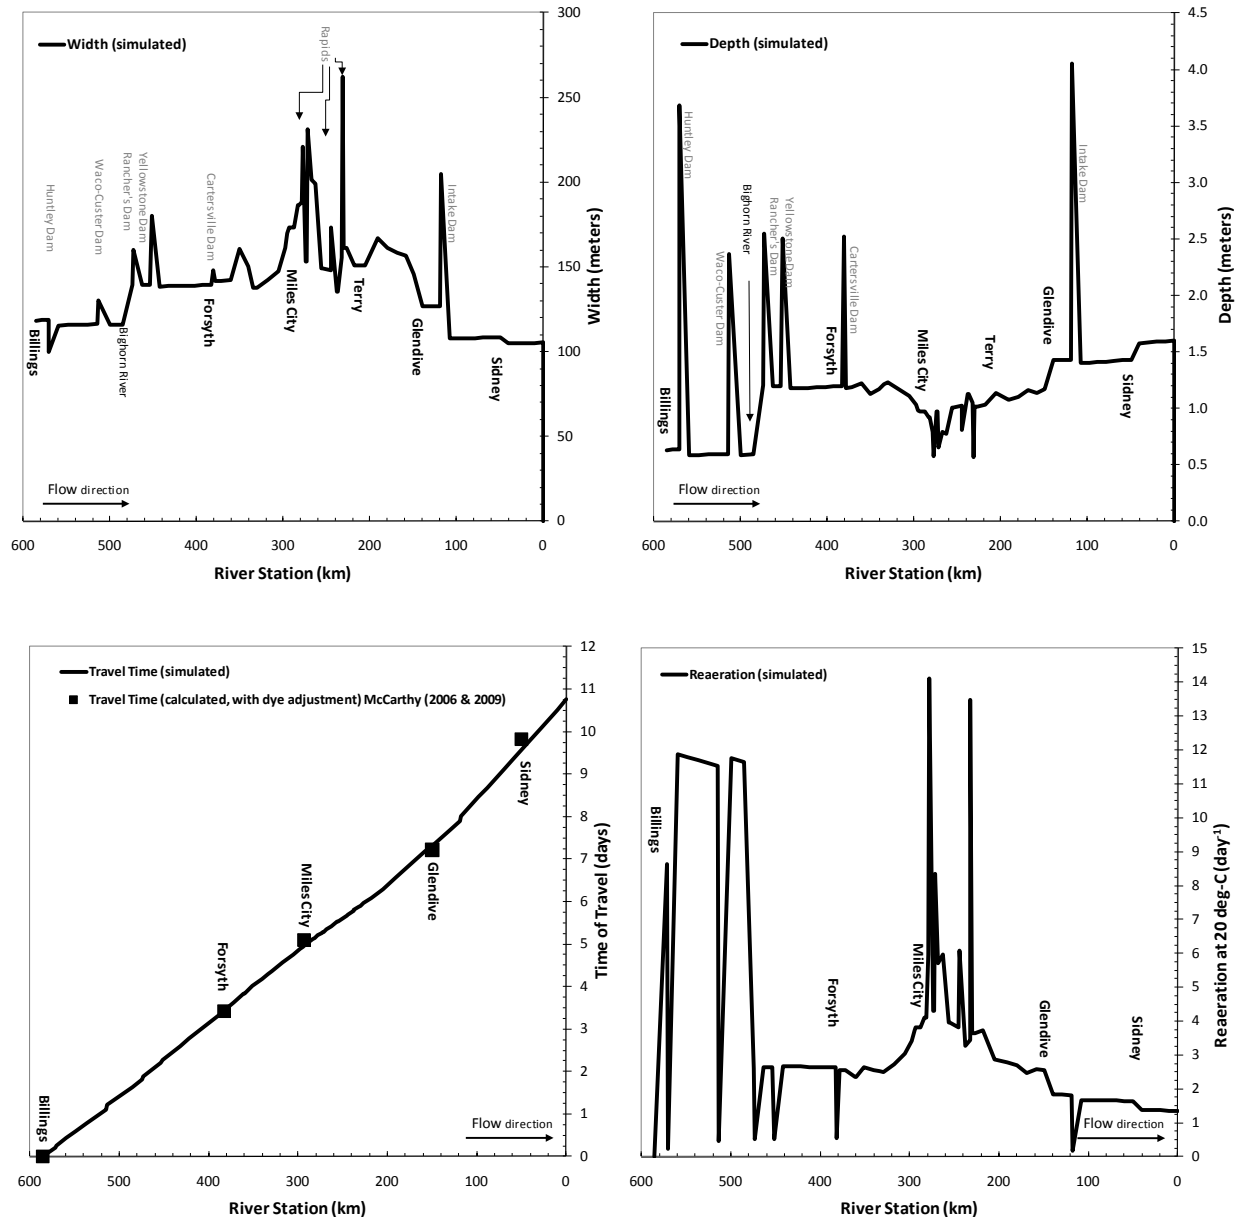 Width (simulated)
Rapids
Huntley Dam
Waco-Custer Dam
Rancher's Dam
Yellowstone Dam
Cartersville Dam
Intake Dam
Billings
Bighorn River
Forsyth
Miles City
Terry
Glendive
Sidney
Flow direction
300
250
200
150
100
50
0
Width (meters)
600 500 400 300 200 100 0
River Station (km)
Depth (simulated)
Huntley Dam
Waco-Custer Dam
Bighorn River
Rancher's Dam
Yellowstone Dam
Cartersville Dam
Intake Dam
Billings
Forsyth
Miles City
Terry
Glendive
Sidney
Flow direction
4.5
4.0
3.5
3.0
2.5
2.0
1.5
1.0
0.5
0.0
Depth (meters)
600 500 400 300 200 100 0
River Station (km)
Travel Time (simulated)
Travel Time (calculated, with dye adjustment) McCarthy (2006 & 2009)
Billings
Forsyth
Miles City
Glendive
Sidney
Flow direction
12
11
10
9
8
7
6
5
4
3
2
1
0
Time of Travel (days)
600 500 400 300 200 100 0
River Station (km)
Reaeration (simulated)
Billings
Forsyth
Miles City
Glendive
Sidney
Flow direction
15
14
13
12
11
10
9
8
7
6
5
4
3
2
1
0
Reaeration at 20 deg-C (day-1)
600 500 400 300 200 100 0
River Station (km)